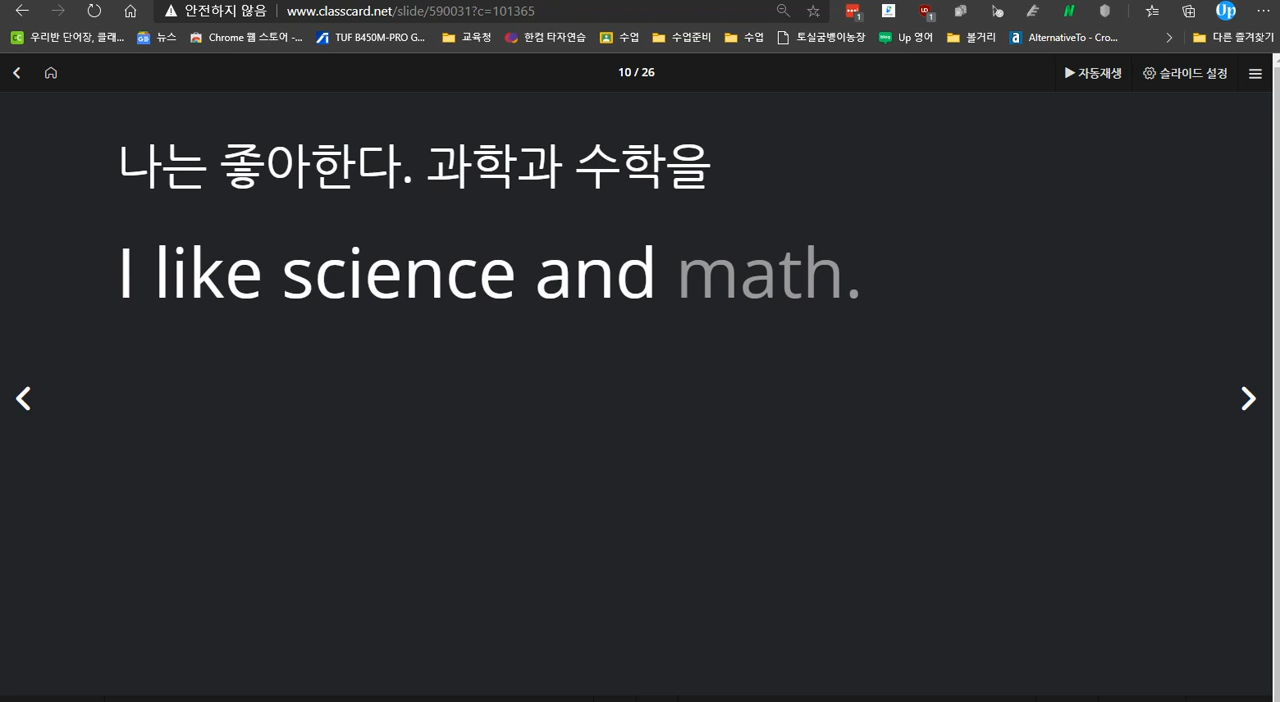 안전하지 않음 www.classcard.net/slide/590031?c=101365
우리반 단어장, 클래... 뉴스 Chrome 웹 스토어 -... TUF B450M-PRO G... 교육청 한컴 타자연습 수업 수업준비 수업 토실굼벵이농장 Up 영어 볼거리 AlternativeTo - Cro... 다른 즐겨찾기
10 / 26 자동재생 슬라이드 설정
나는 좋아한다. 과학과 수학을
I like science and math.